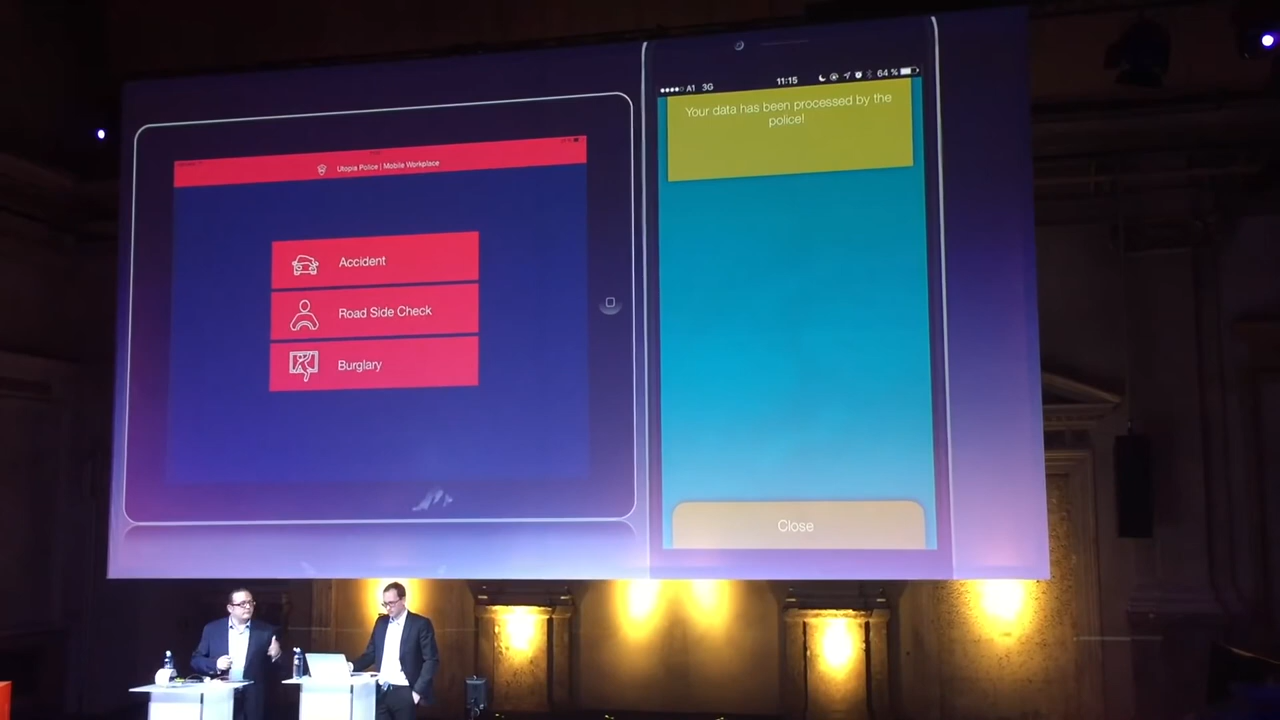 Utopia Police | Mobile Workplace
Accident
Road Side Check
Burglary
A1 3G
11:15
64 %
Your data has been processed by the
police!
Close